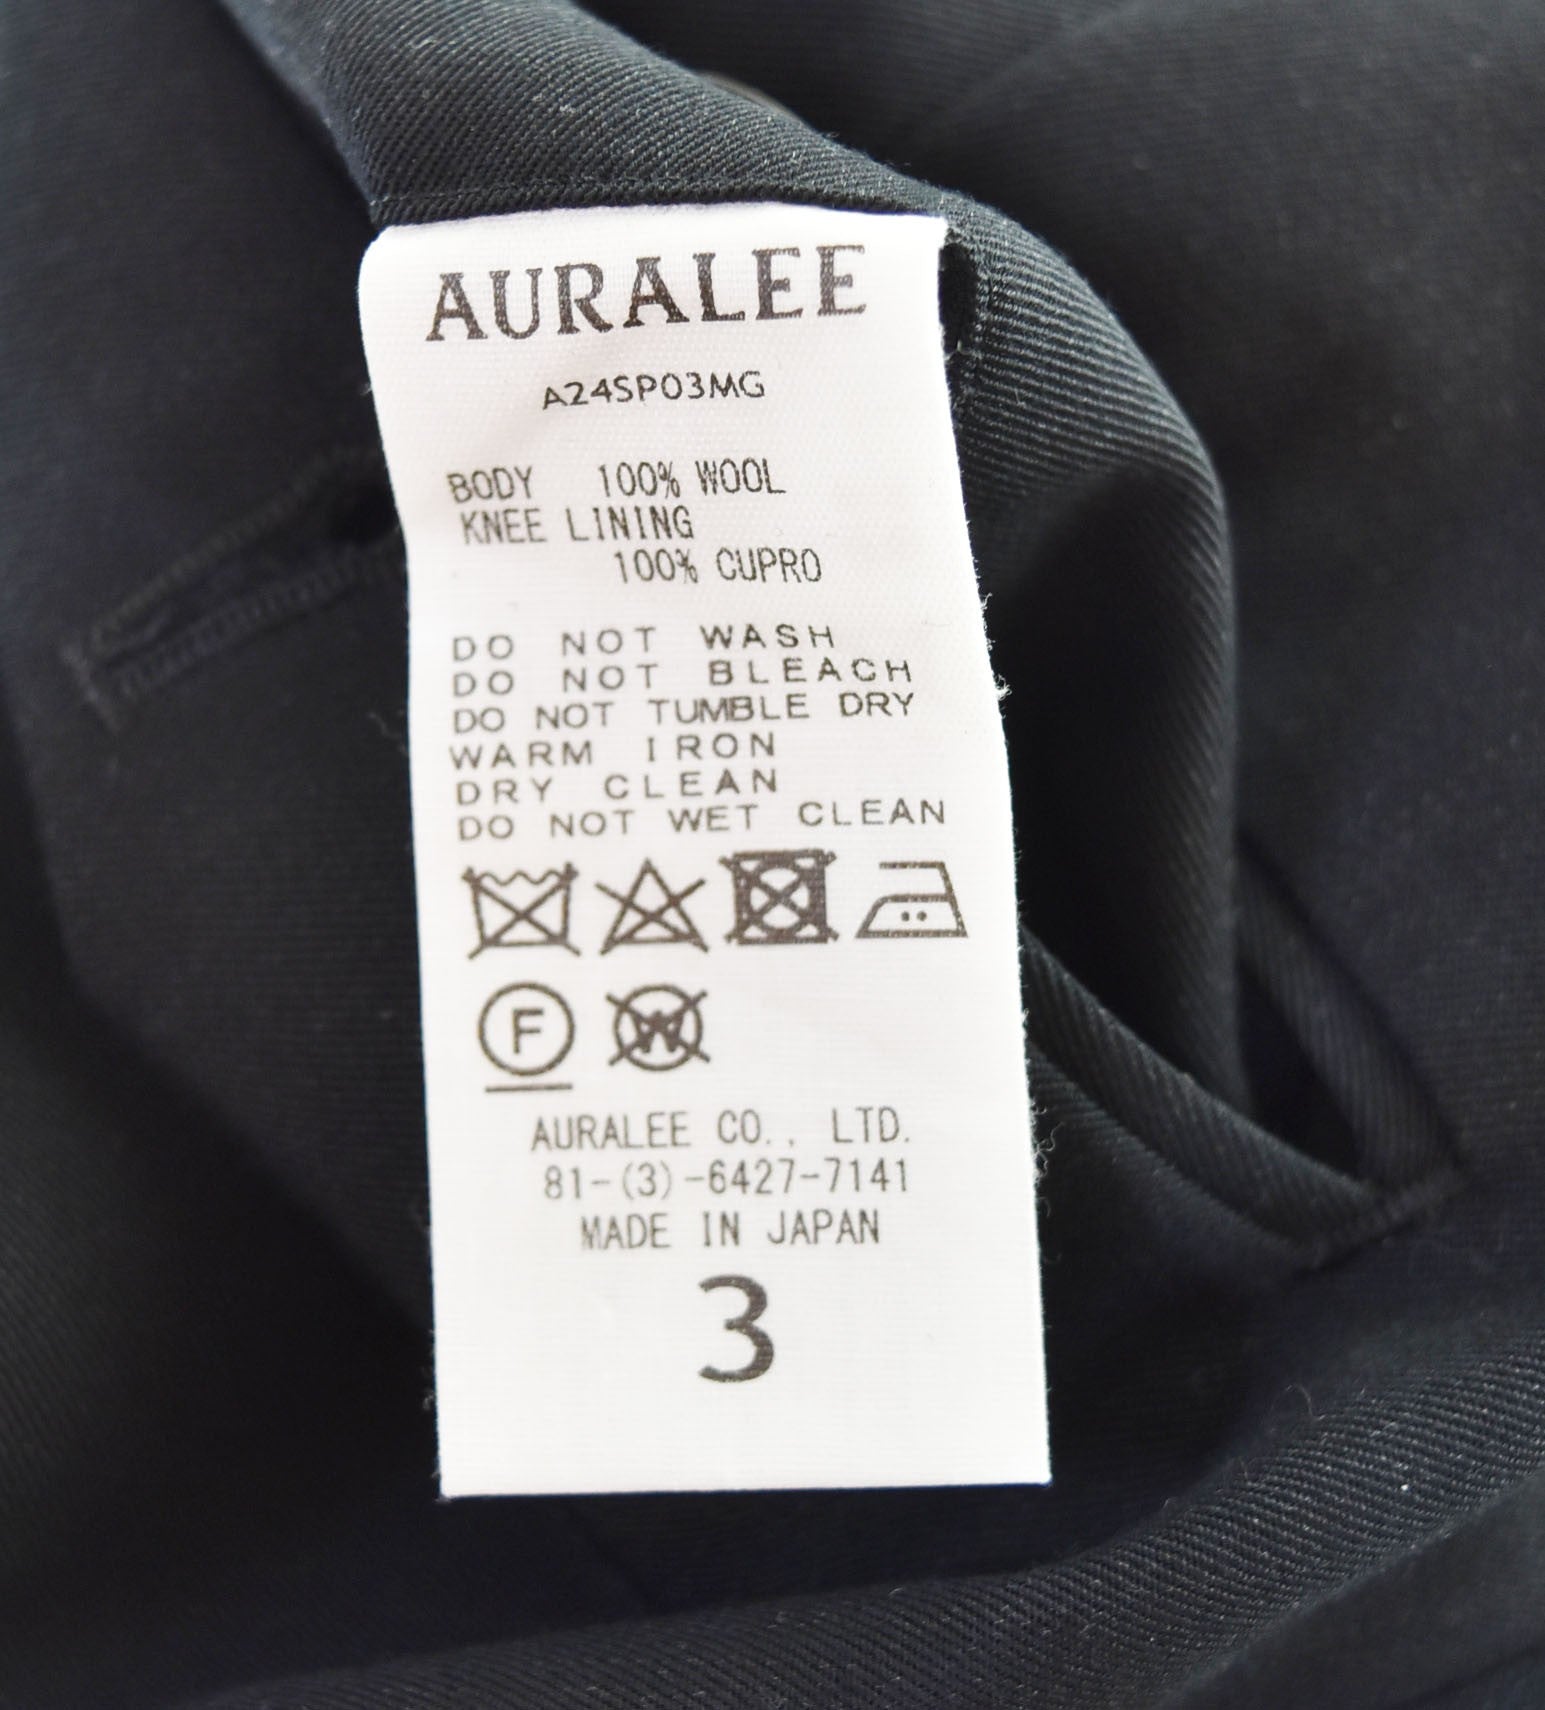 AURALEE
A24SP03MG
BODY 100% WOOL
KNEE LINING
100% CUPRO
DO NOT WASH
DO NOT BLEACH
DO NOT TUMBLE DRY
WARM IRON
DRY CLEAN
DO NOT WET CLEAN
F W
AURALEE CO., LTD.
81-(3)-6427-7141
MADE IN JAPAN
3